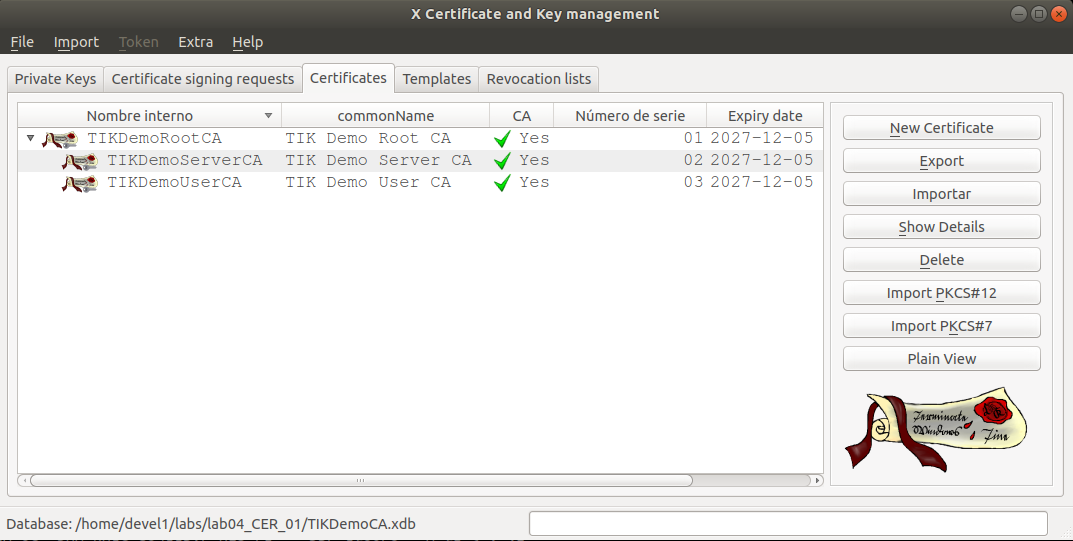 X Certificate and Key management
File Import Token Extra Help
Private Keys Certificate signing requests Certificates Templates Revocation lists
Nombre interno commonName CA Número de serie Expiry date
TIKDemoRootCA TIK Demo Root CA Yes 01 2027-12-05
TIKDemoServerCA TIK Demo Server CA Yes 02 2027-12-05
TIKDemoUserCA TIK Demo User CA Yes 03 2027-12-05
New Certificate
Export
Importar
Show Details
Delete
Import PKCS#12
Import PKCS#7
Plain View
Terminate
Windows
Fine
Database: /home/devel1/labs/lab04_CER_01/TIKDemoCA.xdb